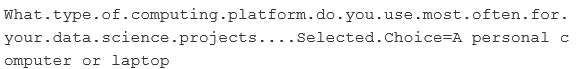 What.type.of.computing.platform.do.you.use.most.often.for.
your.data.science.projects....Selected.Choice=A personal c
omputer or laptop